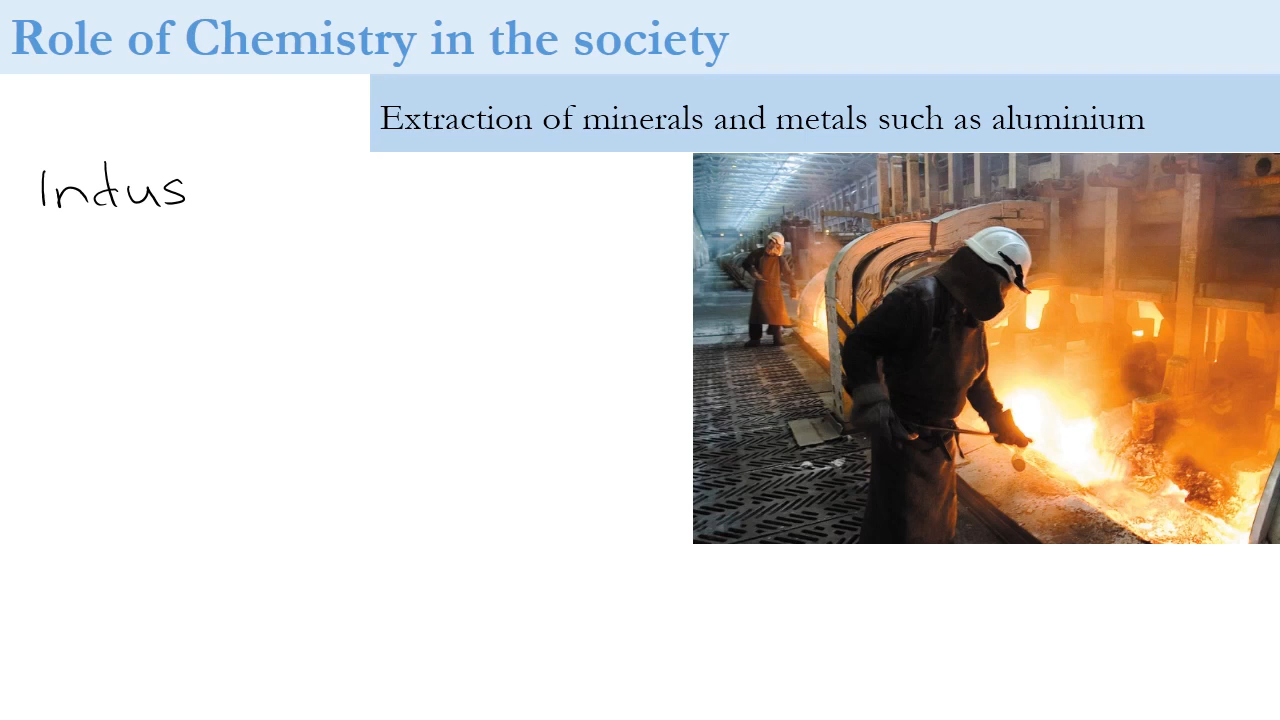 Role of Chemistry in the society
Extraction of minerals and metals such as aluminium
Indus